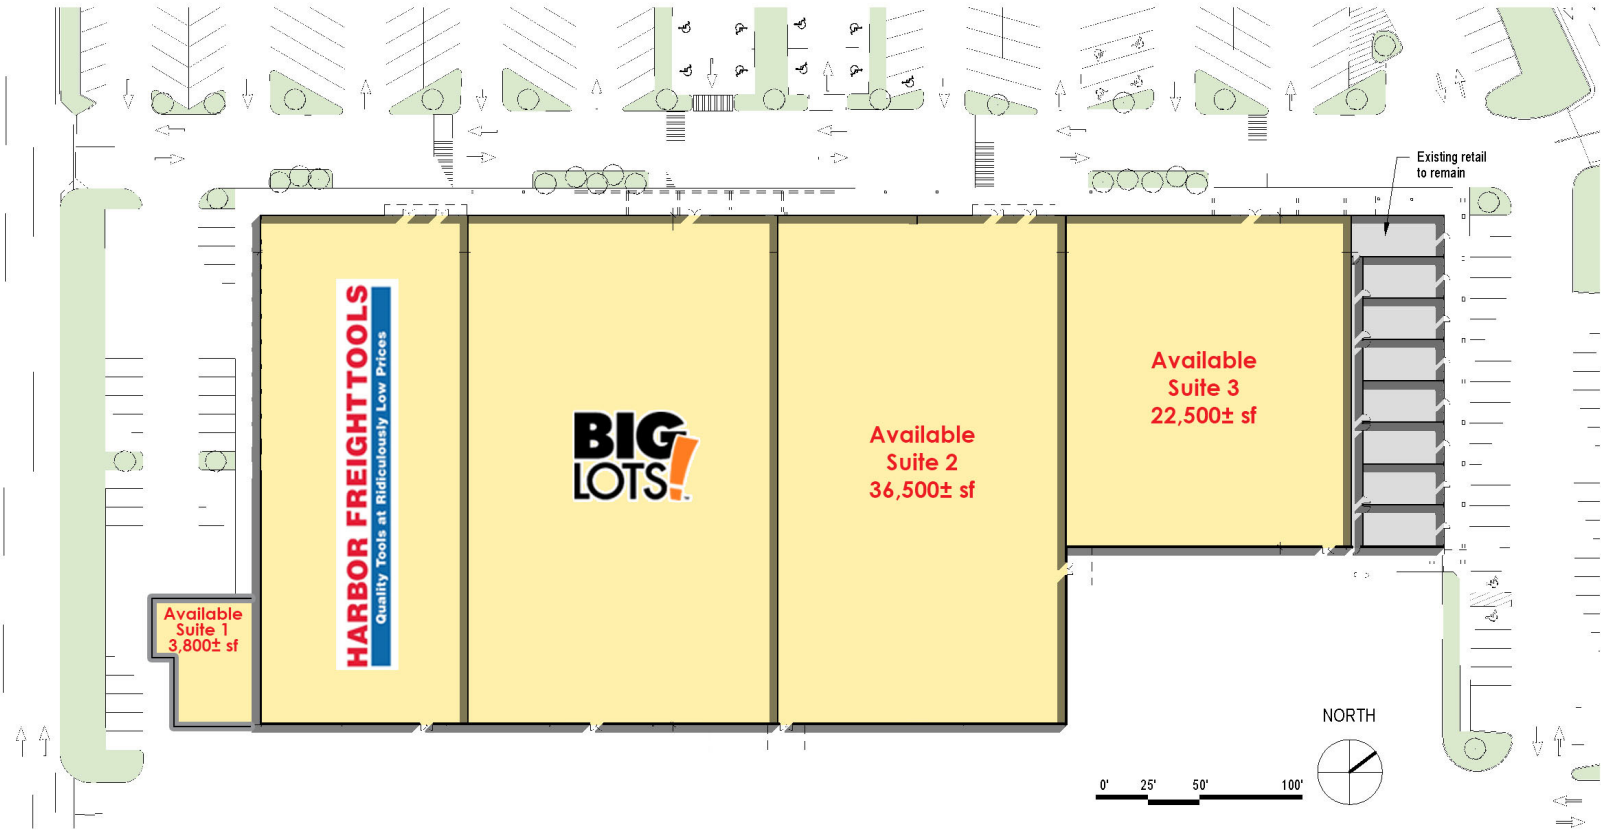 Existing retail
to remain
HARBOR FREIGHT TOOLS
Quality Tools at Ridiculously Low Prices
BIG
LOTS!
™
Available
Suite 3
22,500± sf
Available
Suite 2
36,500± sf
Available
Suite 1
3,800± sf
NORTH
0' 25' 50' 100'